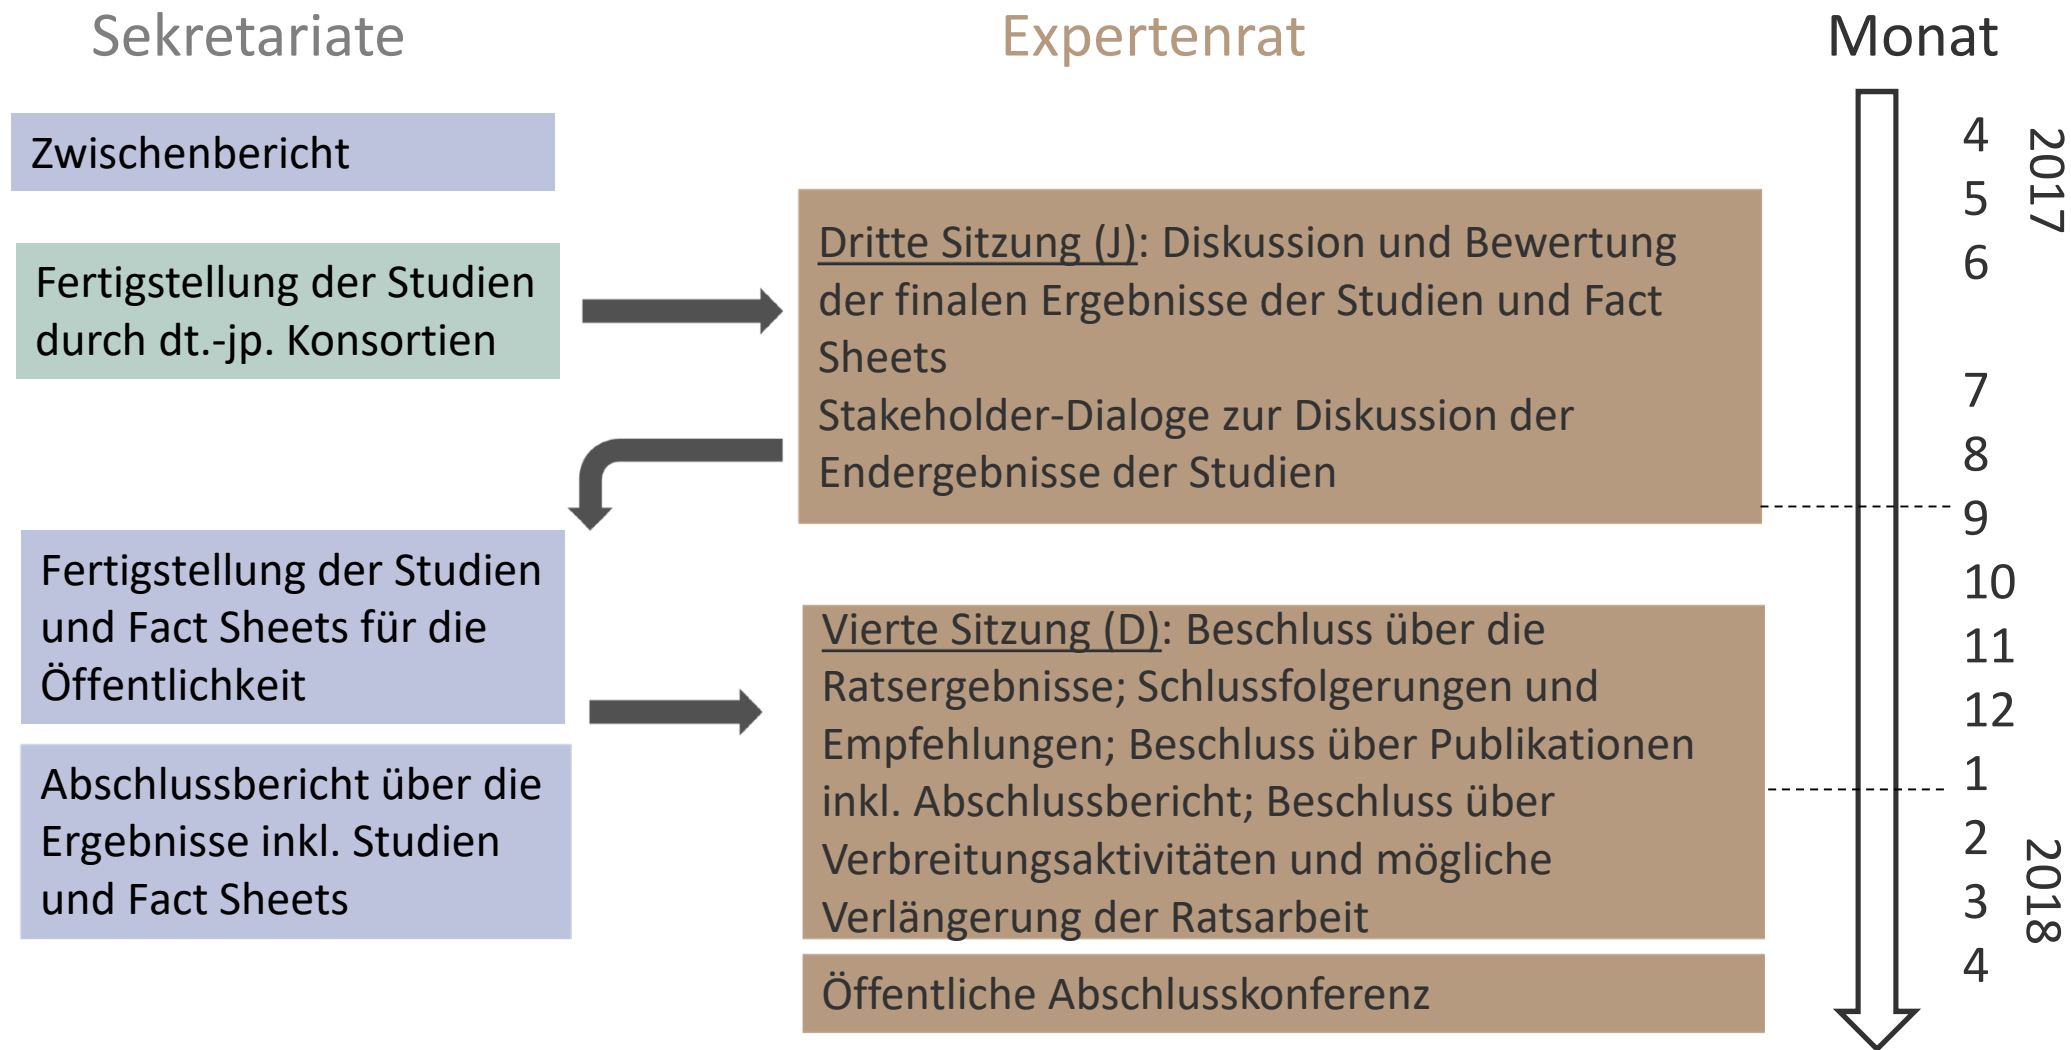 Sekretariate
Expertenrat
Monat
Zwischenbericht
Fertigstellung der Studien
durch dt.-jp. Konsortien
Fertigstellung der Studien
und Fact Sheets für die
Öffentlichkeit
Abschlussbericht über die
Ergebnisse inkl. Studien
und Fact Sheets
Dritte Sitzung (J): Diskussion und Bewertung
der finalen Ergebnisse der Studien und Fact
Sheets
Stakeholder-Dialoge zur Diskussion der
Endergebnisse der Studien
Vierte Sitzung (D): Beschluss über die
Ratsergebnisse; Schlussfolgerungen und
Empfehlungen; Beschluss über Publikationen
inkl. Abschlussbericht; Beschluss über
Verbreitungsaktivitäten und mögliche
Verlängerung der Ratsarbeit
Öffentliche Abschlusskonferenz
4
5
6
7
8
9
10
11
12
1
2
3
4
2017
2018